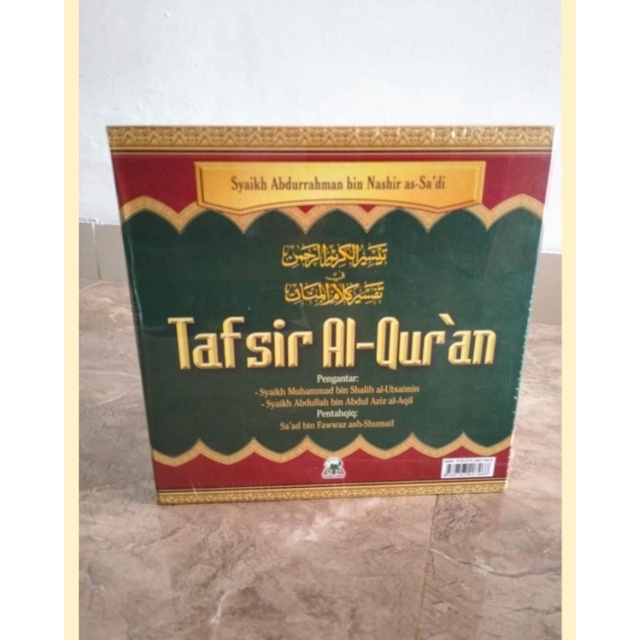 Syaikh Abdurrahman bin Nashir as-Sa'di
تيسير الكريم الرحمن
في
تفسير كلام المنان
Tafsir Al-Qur`an
Pengantar:
- Syaikh Muhammad bin Shalih al-Utsaimin
- Syaikh Abdullah bin Abdul Aziz al-Aqil
Pentahqiq:
Sa'ad bin Fawwaz ash-Shumail